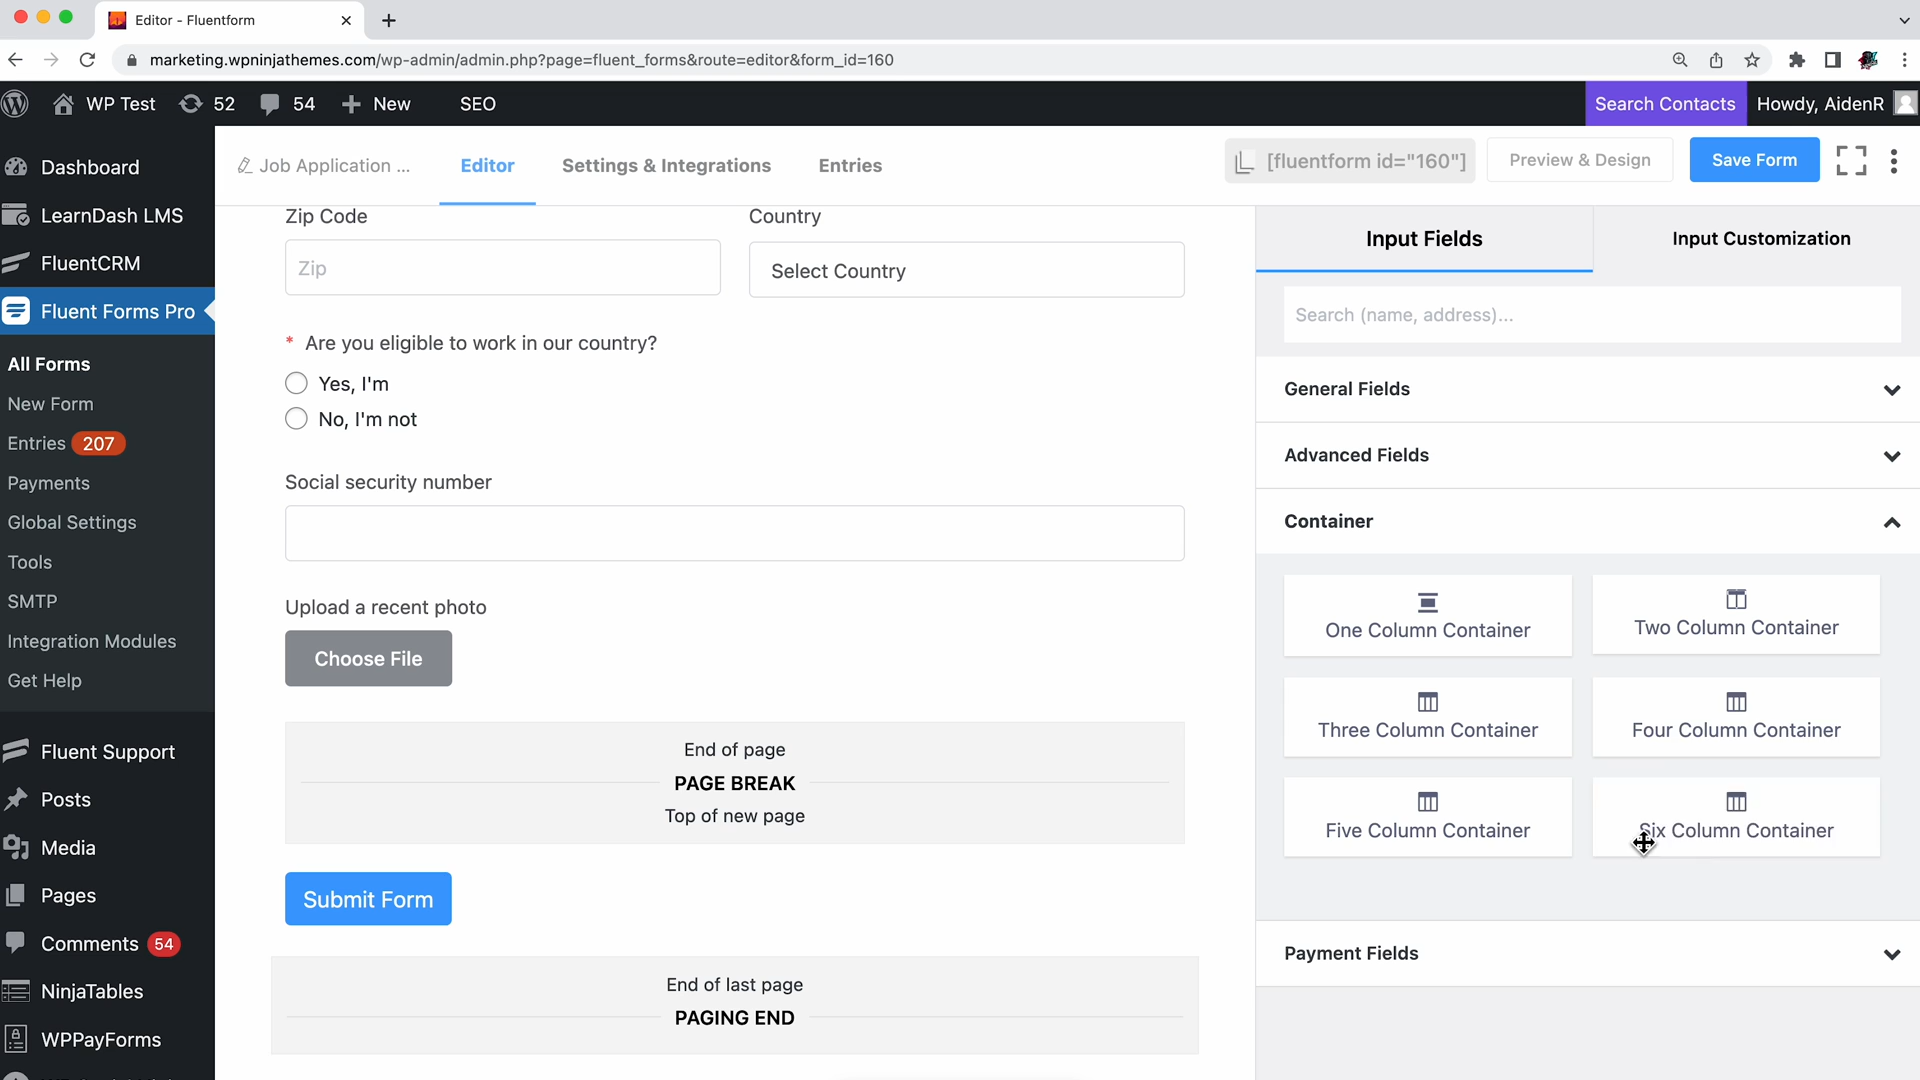 Editor - Fluentform
marketing.wpninjathemes.com/wp-admin/admin.php?page=fluent_forms&route=editor&form_id=160
WP Test
52
54
New
SEO
Search Contacts
Howdy, AidenR
Dashboard
LearnDash LMS
FluentCRM
Fluent Forms Pro
All Forms
New Form
Entries 207
Payments
Global Settings
Tools
SMTP
Integration Modules
Get Help
Fluent Support
Posts
Media
Pages
Comments 54
NinjaTables
WPPayForms
Job Application ...
Editor
Settings & Integrations
Entries
[fluentform id="160"]
Preview & Design
Save Form
Zip Code
Zip
Country
Select Country
* Are you eligible to work in our country?
Yes, I'm
No, I'm not
Social security number
Upload a recent photo
Choose File
End of page
PAGE BREAK
Top of new page
Submit Form
End of last page
PAGING END
Input Fields
Input Customization
Search (name, address)...
General Fields
Advanced Fields
Container
One Column Container
Two Column Container
Three Column Container
Four Column Container
Five Column Container
Six Column Container
Payment Fields